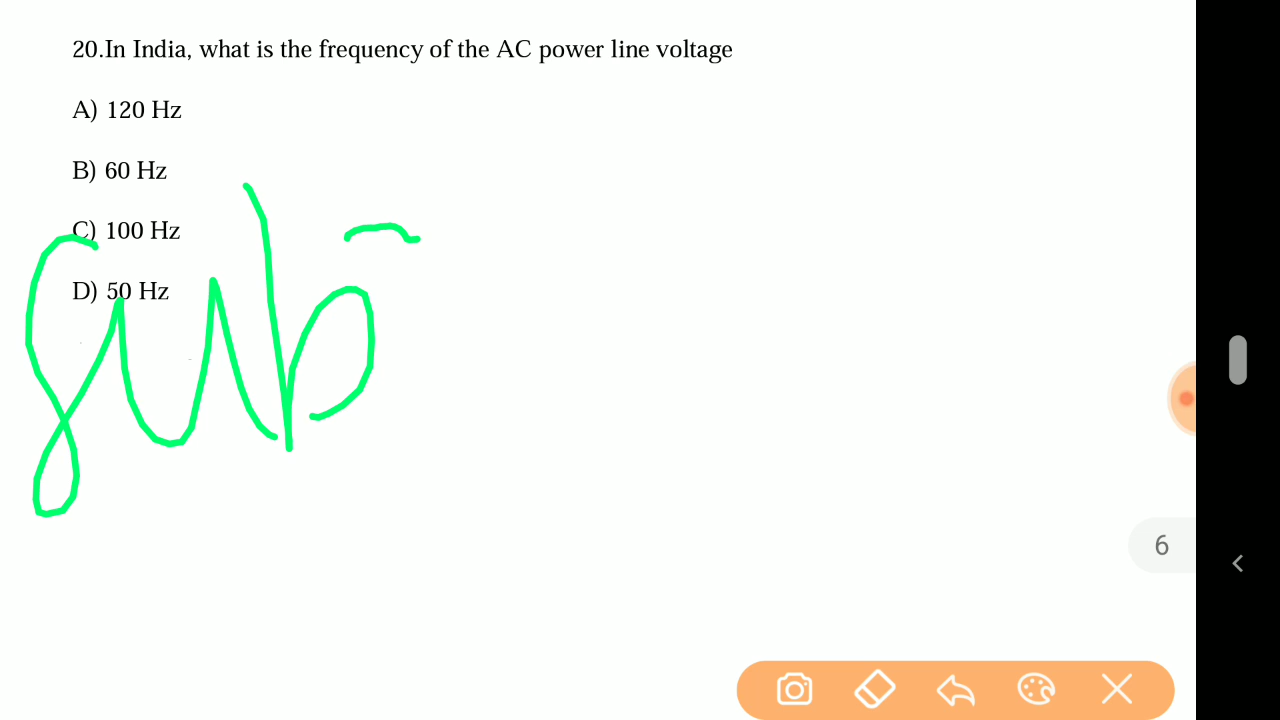 20.In India, what is the frequency of the AC power line voltage
A) 120 Hz
B) 60 Hz
C) 100 Hz
D) 50 Hz
sub
6